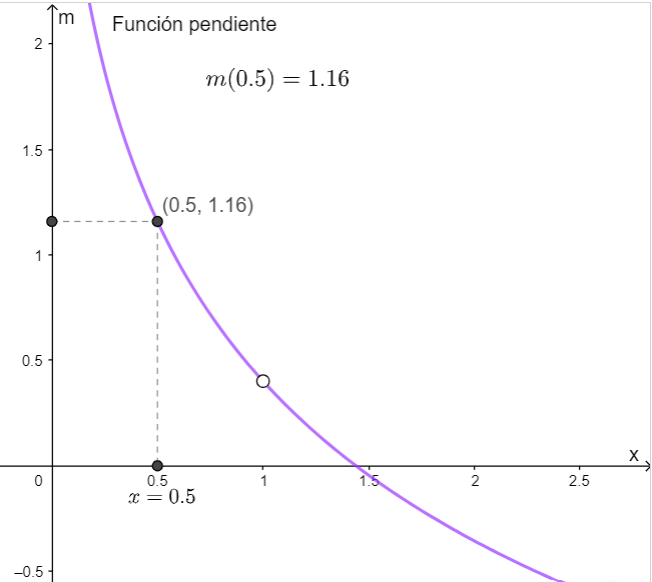 m
Función pendiente
2
m(0.5) = 1.16
1.5
(0.5, 1.16)
1
0.5
x
0
0.5
1
1.5
2
2.5
x = 0.5
–0.5